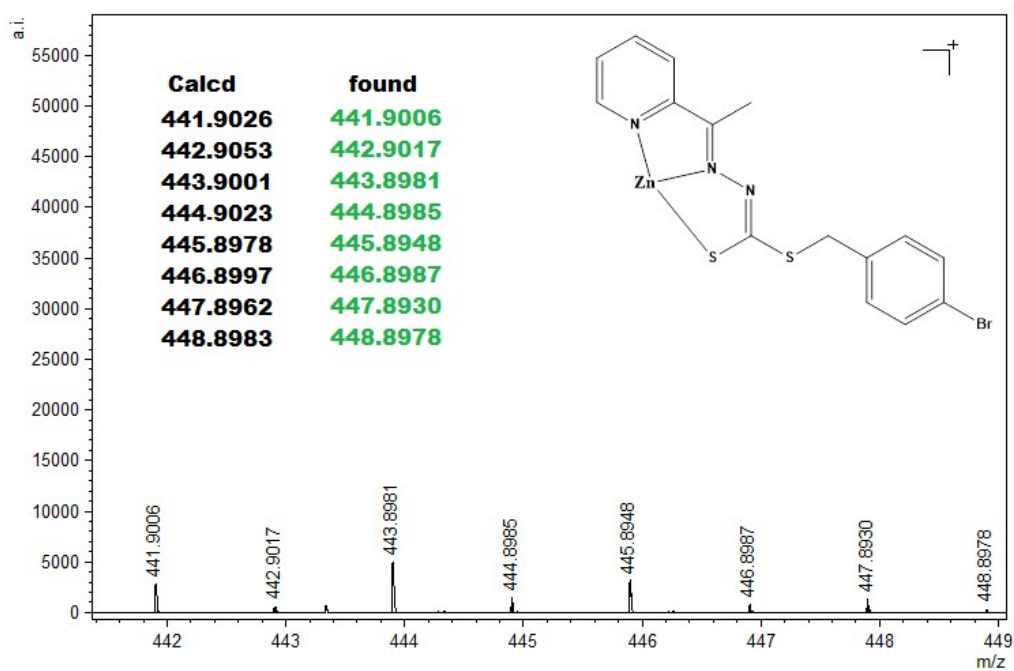 a.i.
55000
50000
45000
40000
35000
30000
25000
20000
15000
10000
5000
0
Calcd found
441.9026 441.9006
442.9053 442.9017
443.9001 443.8981
444.9023 444.8985
445.8978 445.8948
446.8997 446.8987
447.8962 447.8930
448.8983 448.8978
+
N
N
Zn
N
S
S
Br
441.9006
442.9017
443.8981
444.8985
445.8948
446.8987
447.8930
448.8978
442 443 444 445 446 447 448 449
m/z